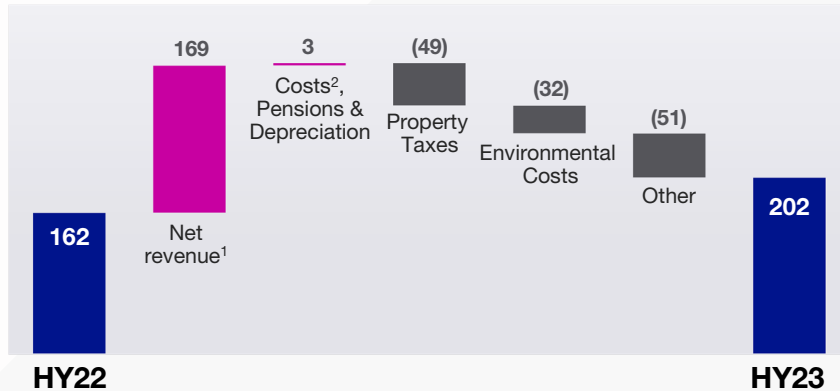 169
3
(49)
(32)
(51)
Costs²,
Pensions &
Depreciation
Property
Taxes
Environmental
Costs
Other
162
Net
revenue¹
202
HY22
HY23